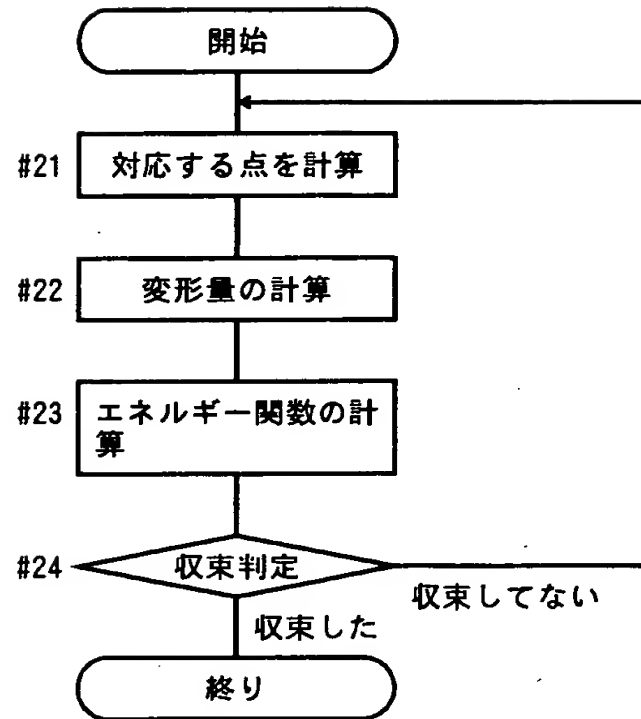 開始
#21 対応する点を計算
#22 変形量の計算
#23 エネルギー関数の計
算
#24 収束判定
収束してない
収束した
終り